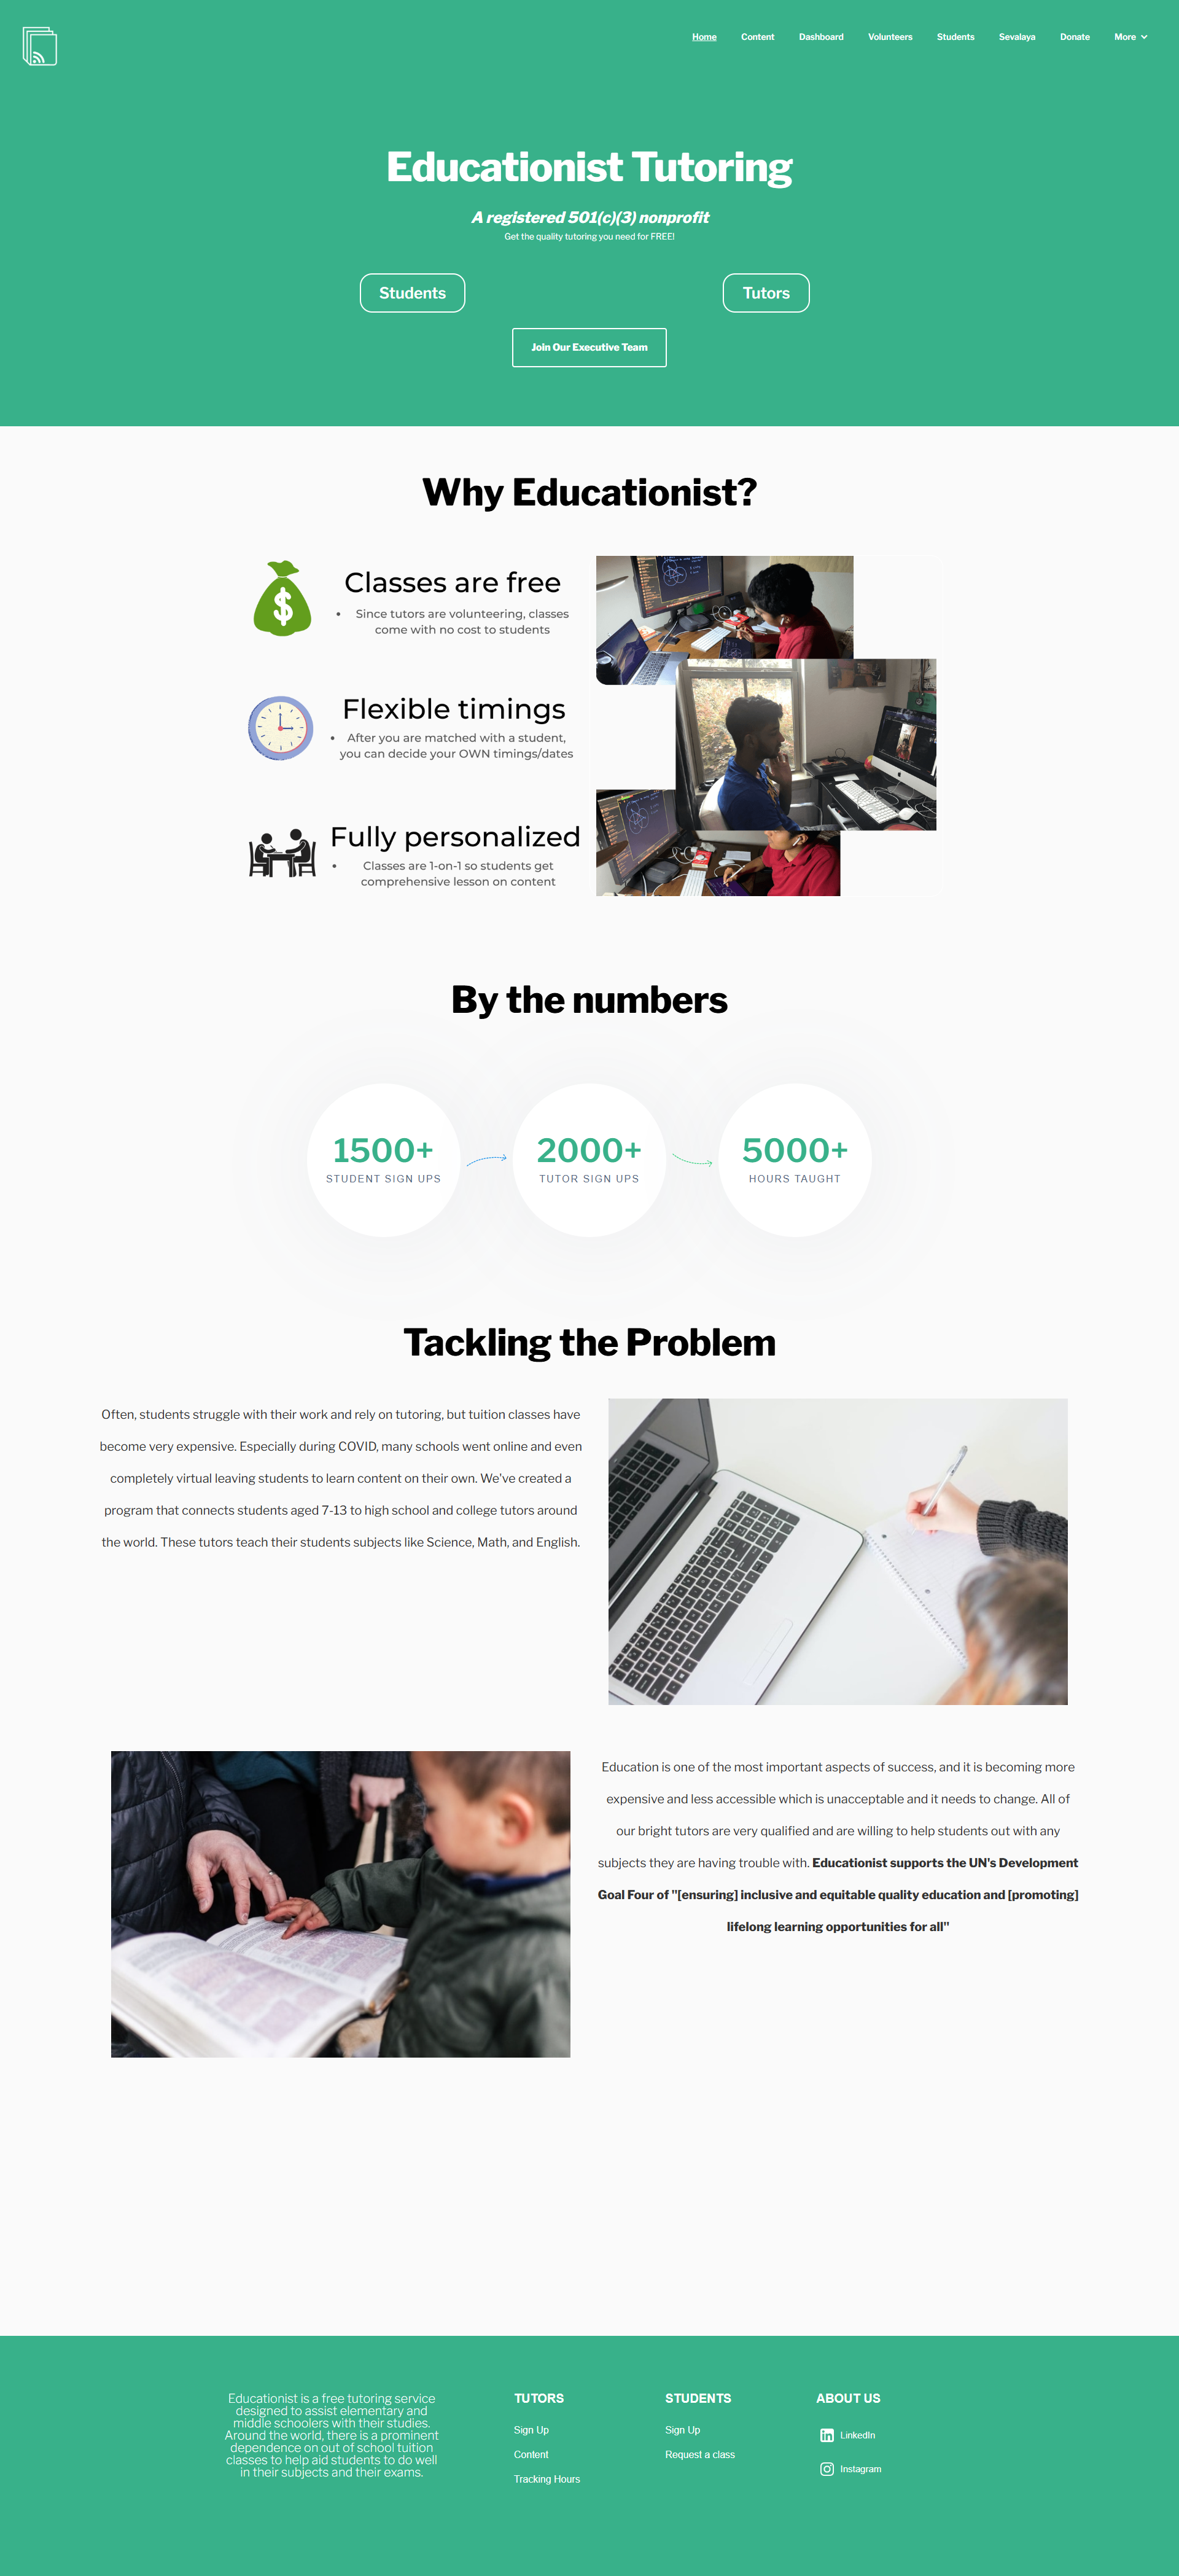 Home Content Dashboard Volunteers Students Sevalaya Donate More
Educationist Tutoring
A registered 501(c)(3) nonprofit
Get the quality tutoring you need for FREE!
Students Tutors
Join Our Executive Team
Why Educationist?
Classes are free
• Since tutors are volunteering, classes
come with no cost to students
Flexible timings
• After you are matched with a student,
you can decide your OWN timings/dates
Fully personalized
• Classes are 1-on-1 so students get
comprehensive lesson on content
By the numbers
1500+ 2000+ 5000+
STUDENT SIGN UPS TUTOR SIGN UPS HOURS TAUGHT
Tackling the Problem
Often, students struggle with their work and rely on tutoring, but tuition classes have
become very expensive. Especially during COVID, many schools went online and even
completely virtual leaving students to learn content on their own. We've created a
program that connects students aged 7-13 to high school and college tutors around
the world. These tutors teach their students subjects like Science, Math, and English.
Education is one of the most important aspects of success, and it is becoming more
expensive and less accessible which is unacceptable and it needs to change. All of
our bright tutors are very qualified and are willing to help students out with any
subjects they are having trouble with. Educationist supports the UN's Development
Goal Four of "[ensuring] inclusive and equitable quality education and [promoting]
lifelong learning opportunities for all"
Educationist is a free tutoring service
designed to assist elementary and
middle schoolers with their studies.
Around the world, there is a prominent
dependence on out of school tuition
classes to help aid students to do well
in their subjects and their exams.
TUTORS
Sign Up
Content
Tracking Hours
STUDENTS
Sign Up
Request a class
ABOUT US
LinkedIn
Instagram